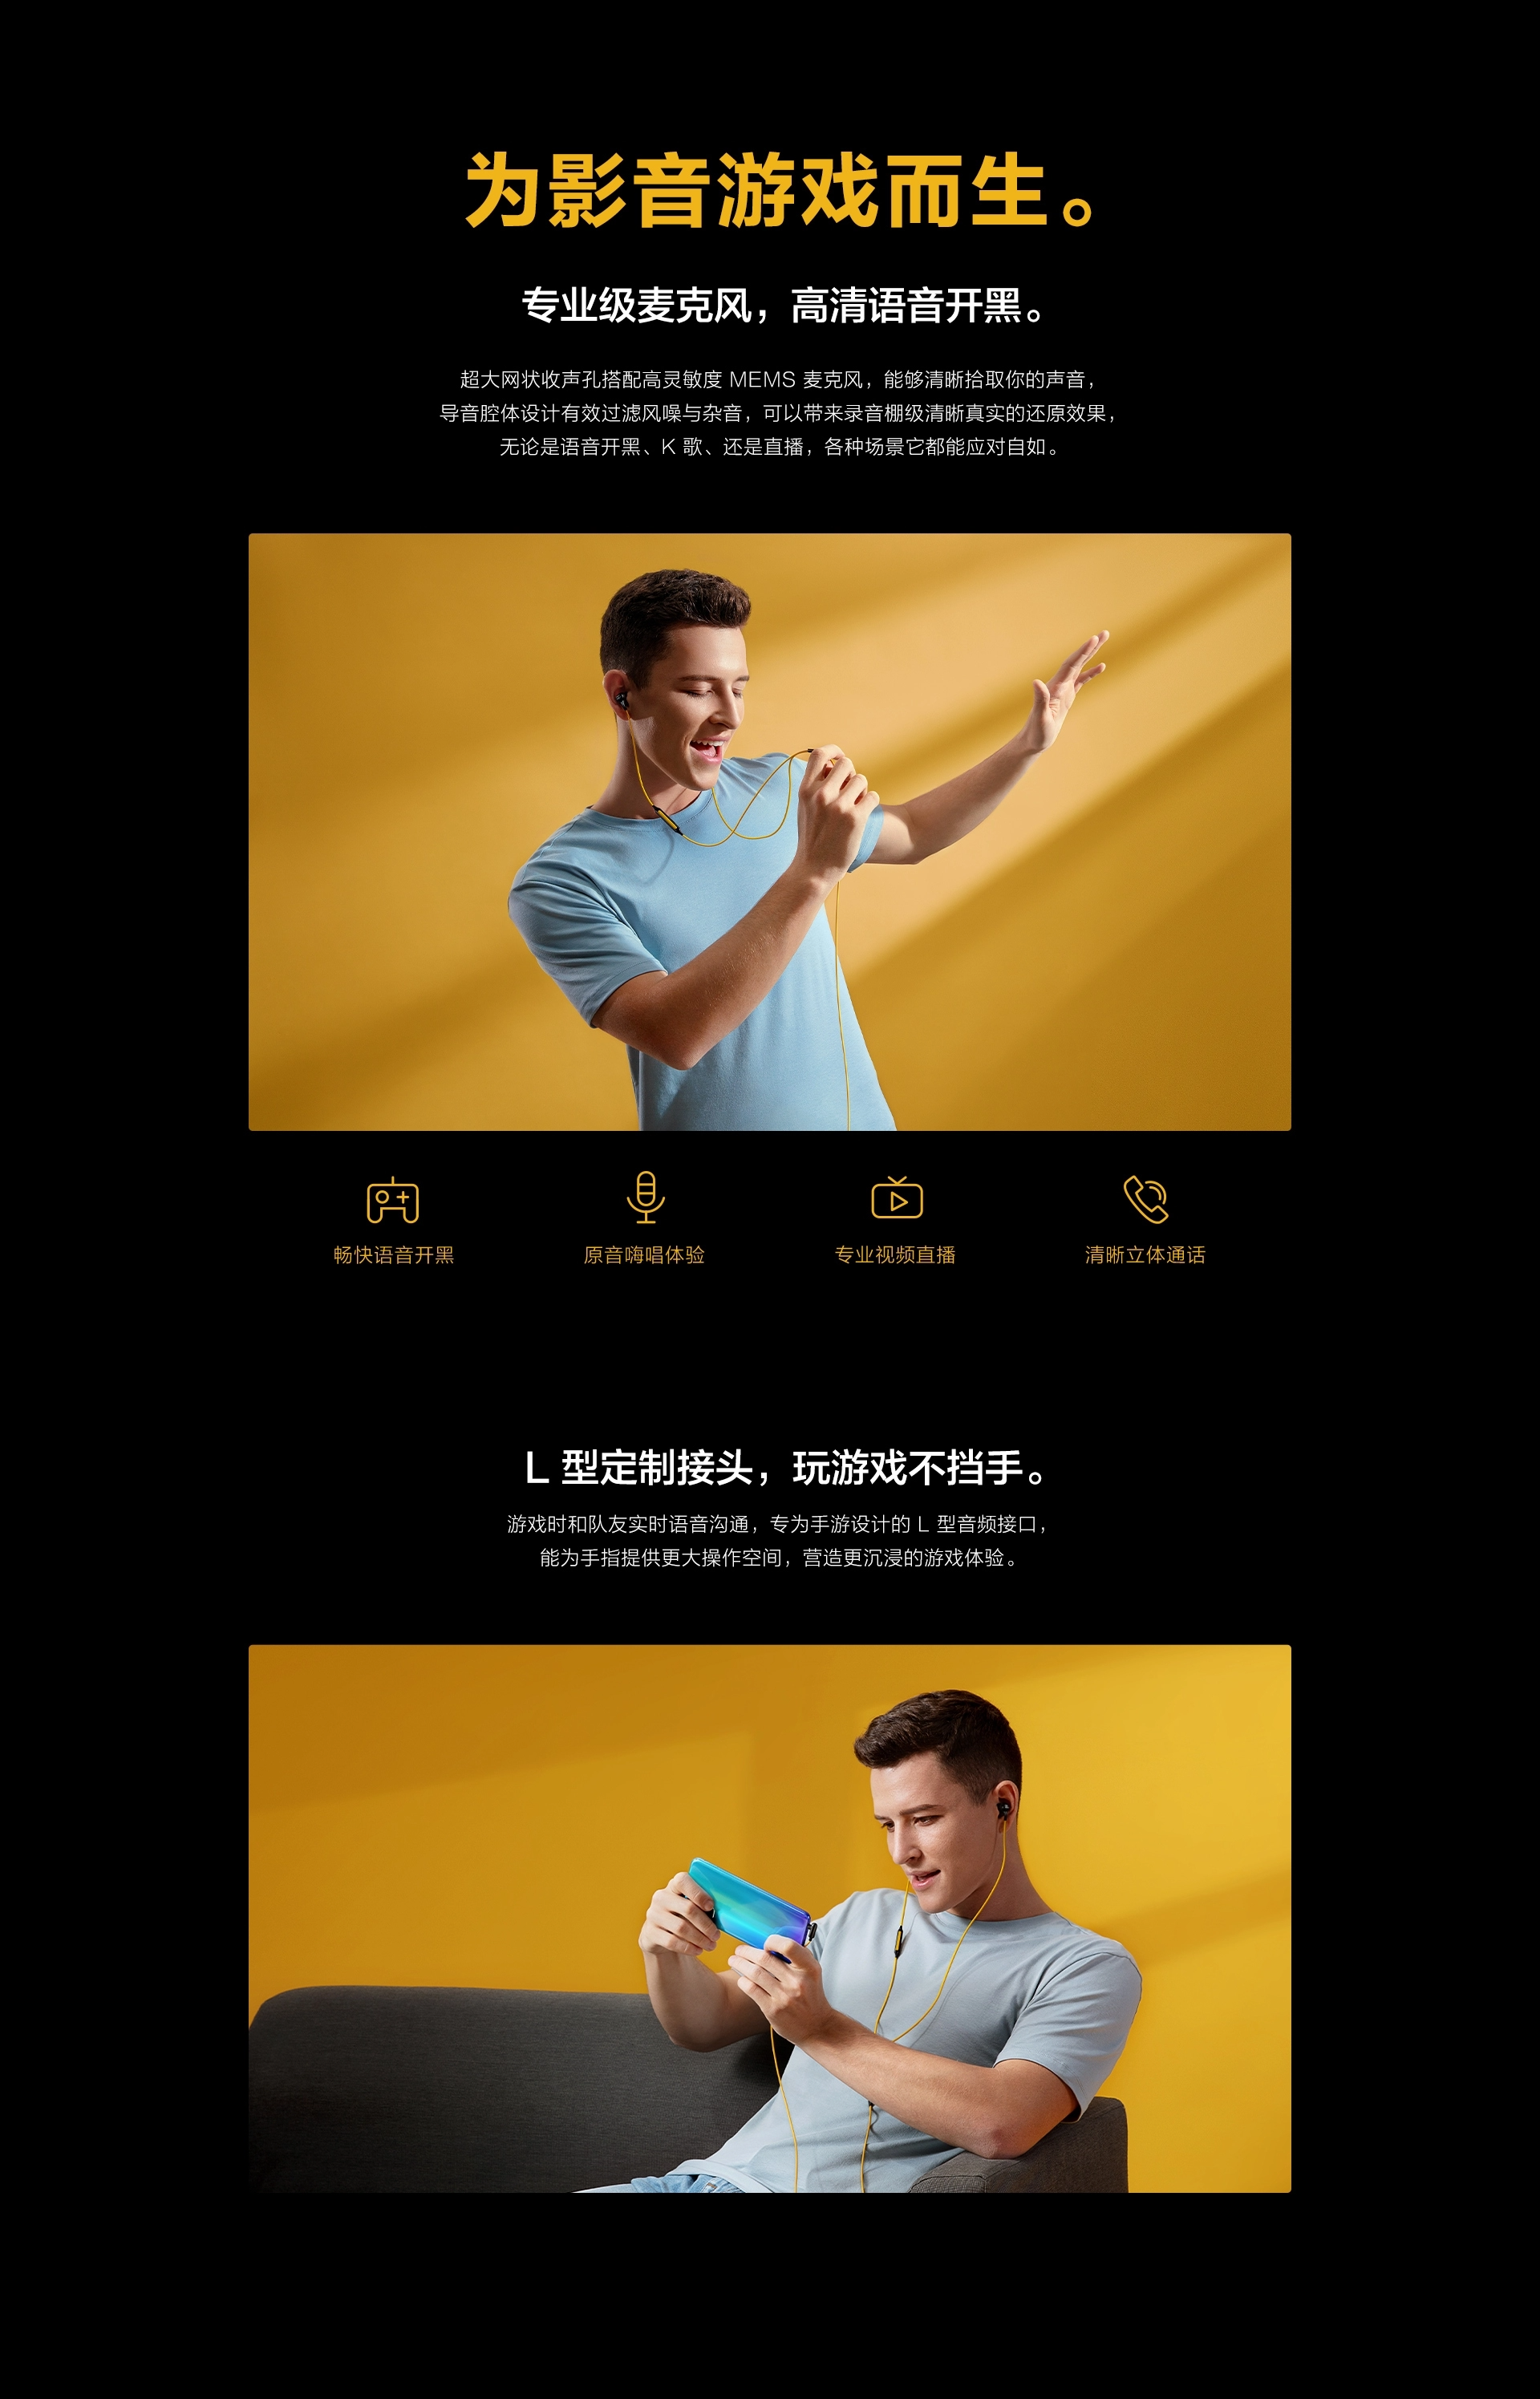 为影音游戏而生。
专业级麦克风，高清语音开黑。
超大网状收声孔搭配高灵敏度 MEMS 麦克风，能够清晰拾取你的声音，
导音腔体设计有效过滤风噪与杂音，可以带来录音棚级清晰真实的还原效果，
无论是语音开黑、K 歌、还是直播，各种场景它都能应对自如。
畅快语音开黑
原音嗨唱体验
专业视频直播
清晰立体通话
L 型定制接头，玩游戏不挡手。
游戏时和队友实时语音沟通，专为手游设计的 L 型音频接口，
能为手指提供更大操作空间，营造更沉浸的游戏体验。